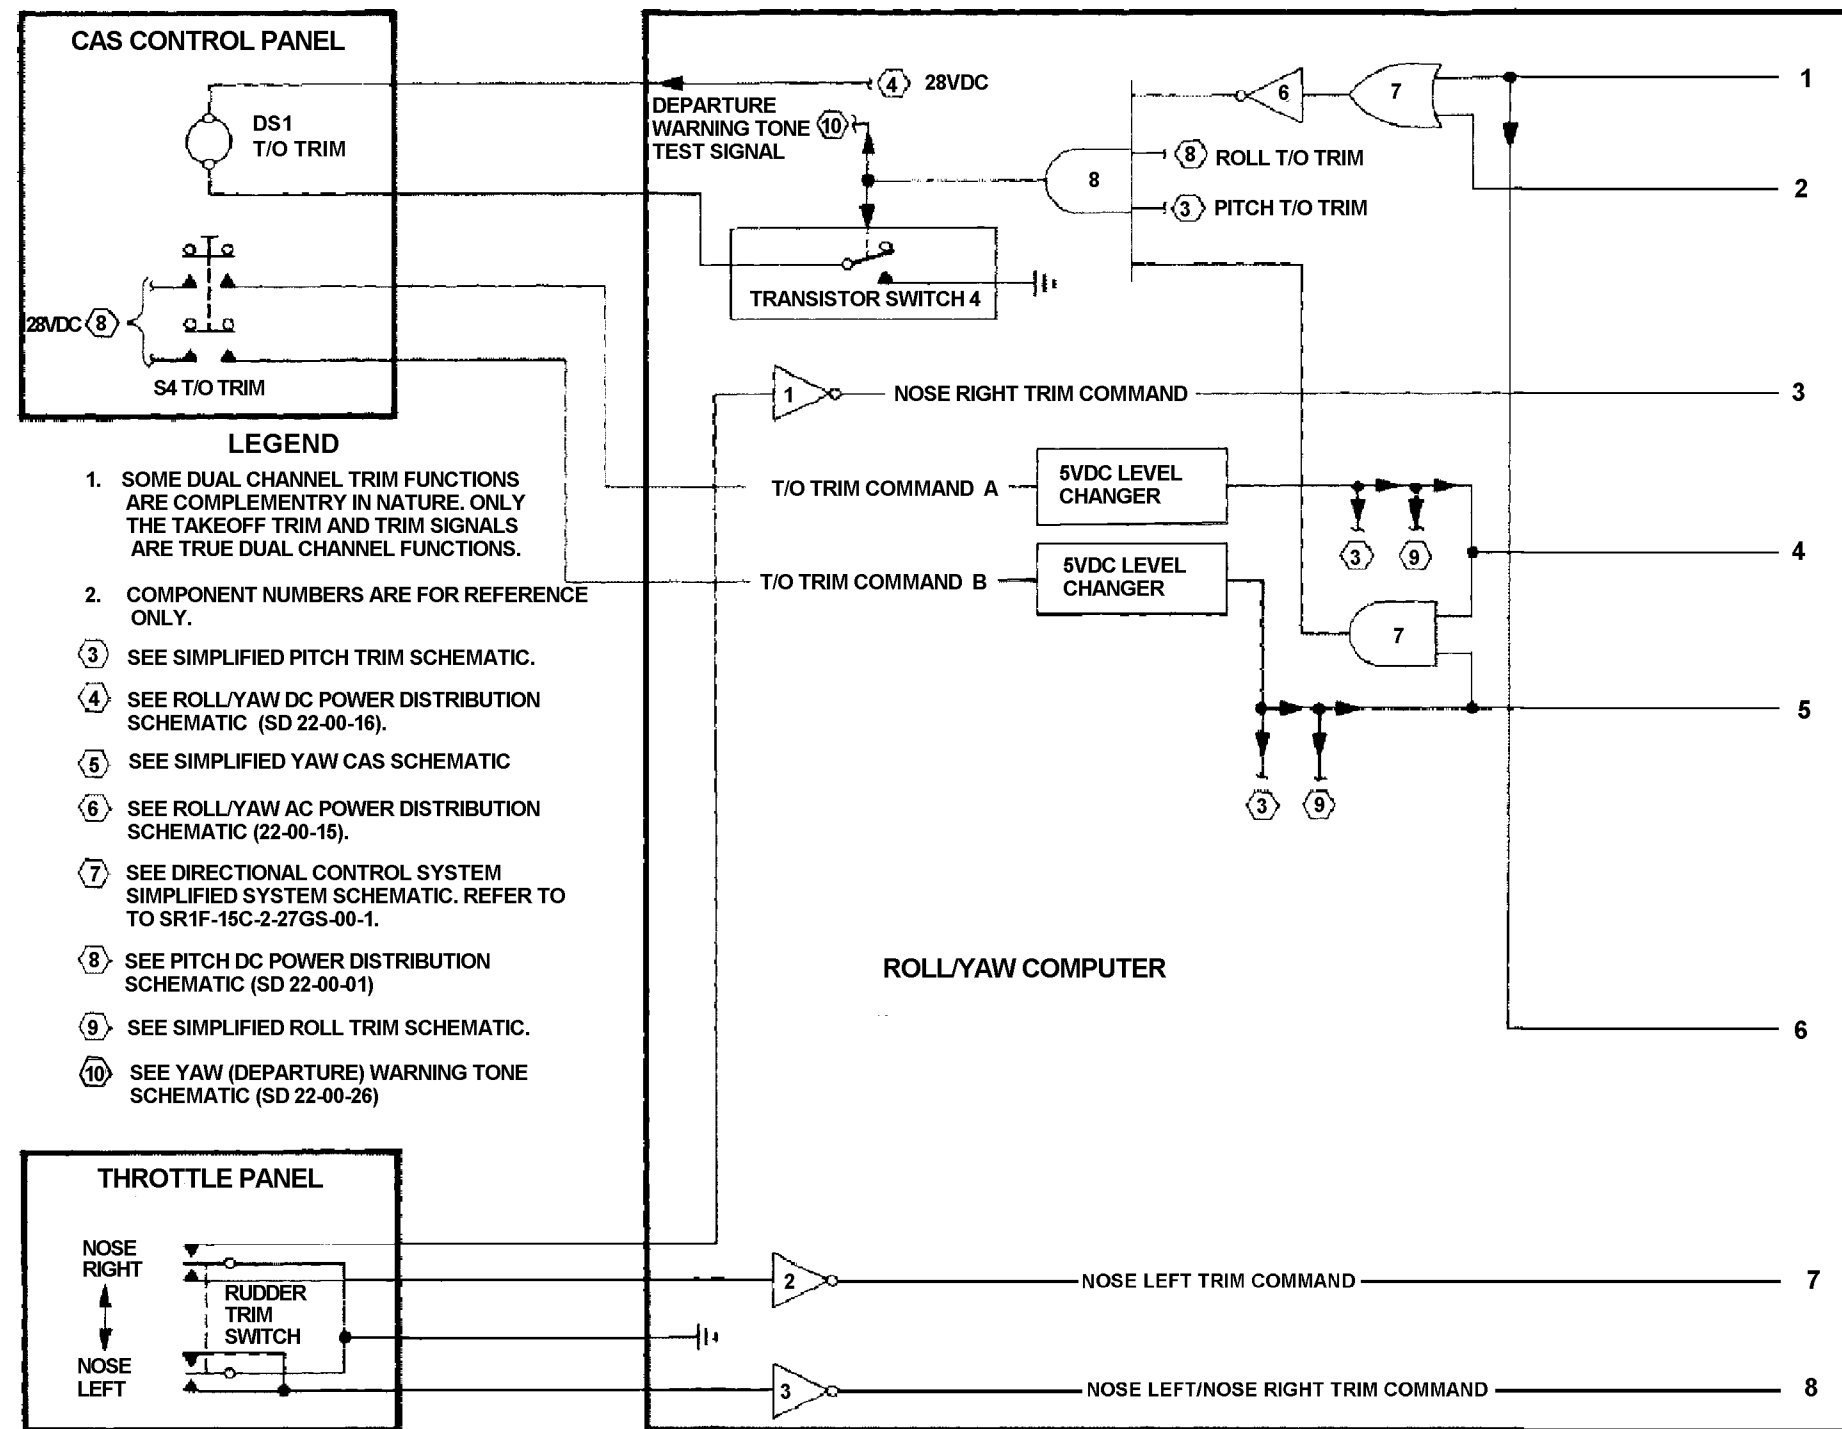 CAS CONTROL PANEL
DS1
T/O TRIM
28VDC 8
S4 T/O TRIM
4 28VDC
DEPARTURE
WARNING TONE 10
TEST SIGNAL
8
6
7
8 ROLL T/O TRIM
3 PITCH T/O TRIM
TRANSISTOR SWITCH 4
1
2
1 NOSE RIGHT TRIM COMMAND 3
T/O TRIM COMMAND A
5VDC LEVEL
CHANGER
3 9
4
T/O TRIM COMMAND B
5VDC LEVEL
CHANGER
7
5
3 9
ROLL/YAW COMPUTER
6
LEGEND
1. SOME DUAL CHANNEL TRIM FUNCTIONS
ARE COMPLEMENTRY IN NATURE. ONLY
THE TAKEOFF TRIM AND TRIM SIGNALS
ARE TRUE DUAL CHANNEL FUNCTIONS.
2. COMPONENT NUMBERS ARE FOR REFERENCE
ONLY.
3 SEE SIMPLIFIED PITCH TRIM SCHEMATIC.
4 SEE ROLL/YAW DC POWER DISTRIBUTION
SCHEMATIC (SD 22-00-16).
5 SEE SIMPLIFIED YAW CAS SCHEMATIC
6 SEE ROLL/YAW AC POWER DISTRIBUTION
SCHEMATIC (22-00-15).
7 SEE DIRECTIONAL CONTROL SYSTEM
SIMPLIFIED SYSTEM SCHEMATIC. REFER TO
TO SR1F-15C-2-27GS-00-1.
8 SEE PITCH DC POWER DISTRIBUTION
SCHEMATIC (SD 22-00-01)
9 SEE SIMPLIFIED ROLL TRIM SCHEMATIC.
10 SEE YAW (DEPARTURE) WARNING TONE
SCHEMATIC (SD 22-00-26)
THROTTLE PANEL
NOSE
RIGHT
RUDDER
TRIM
SWITCH
NOSE
LEFT
2 NOSE LEFT TRIM COMMAND 7
3 NOSE LEFT/NOSE RIGHT TRIM COMMAND 8